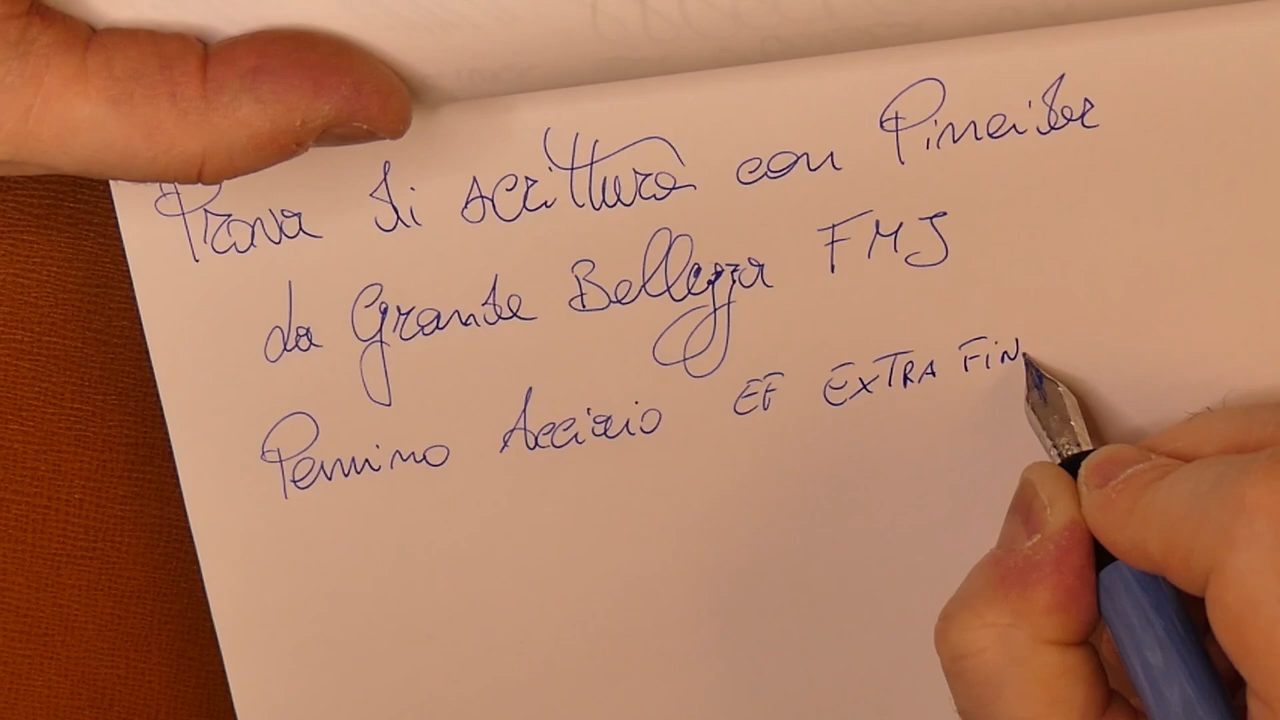 Prova di scrittura con Pineider
la Grande Bellezza FMJ
Pennino Acciaio EF EXTRA FIN